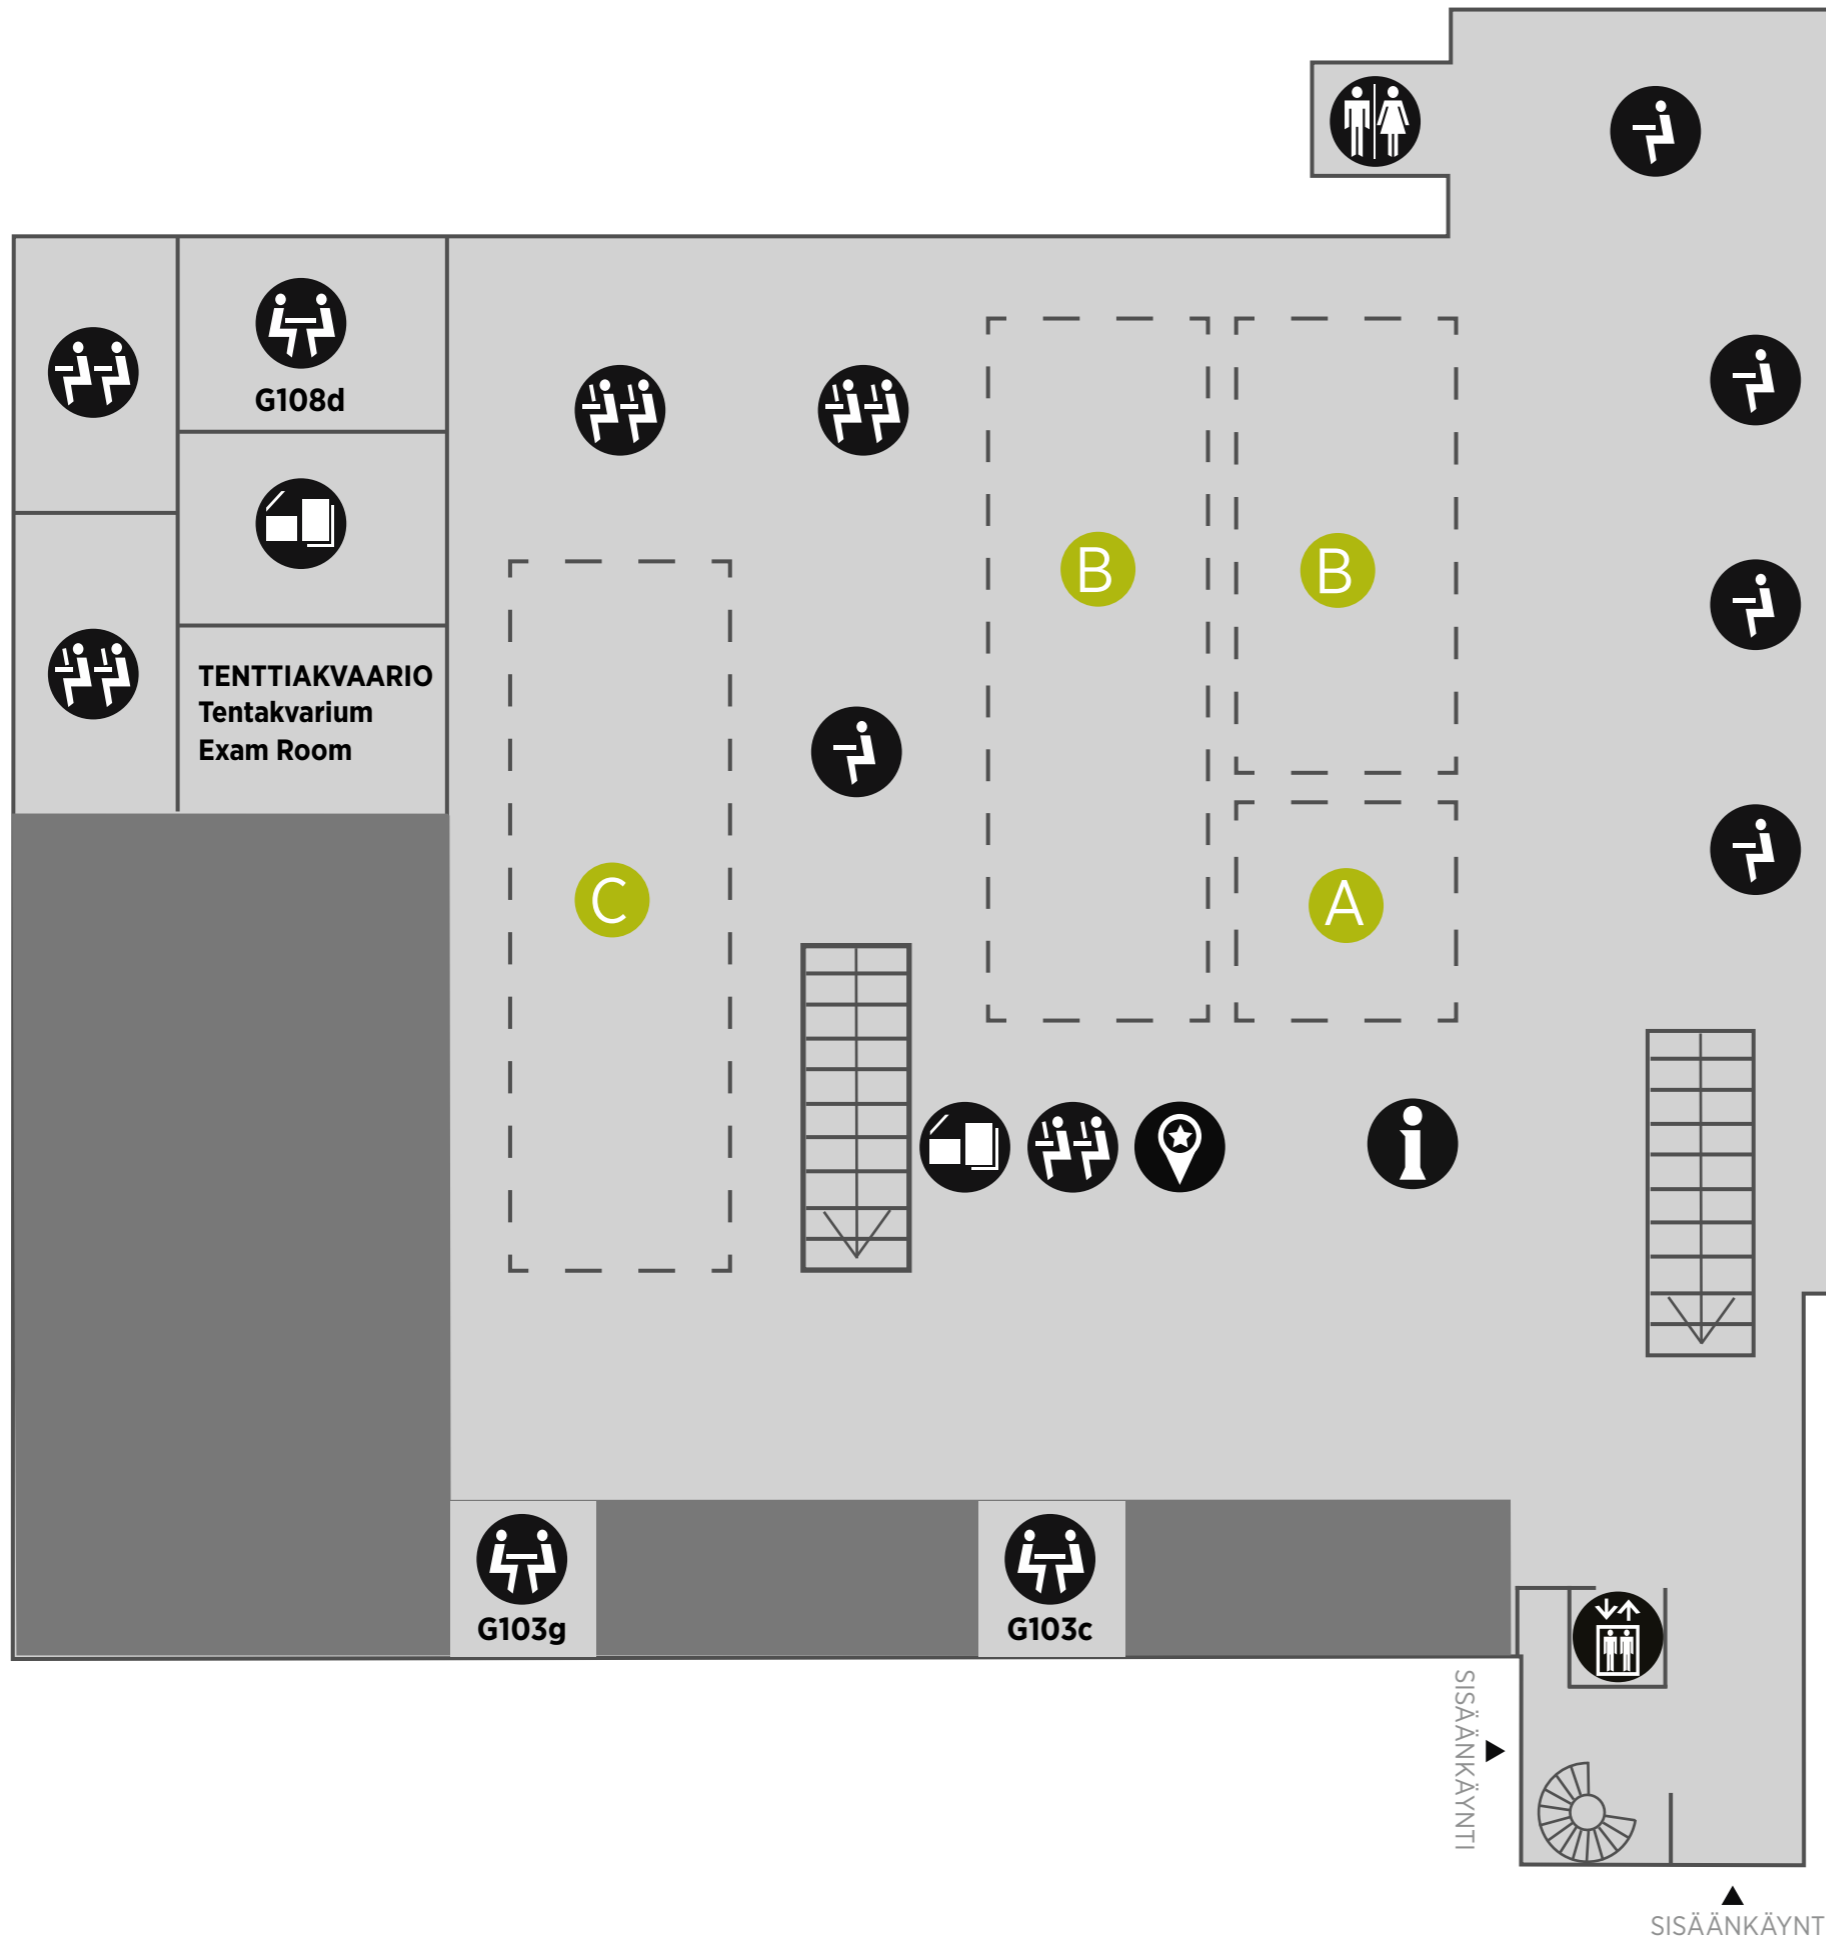 G108d
TENTTIAKVAARIO
Tentakvarium
Exam Room
B
B
C
A
G103g
G103c
SISÄÄNKÄYNTI
SISÄÄNKÄYNT